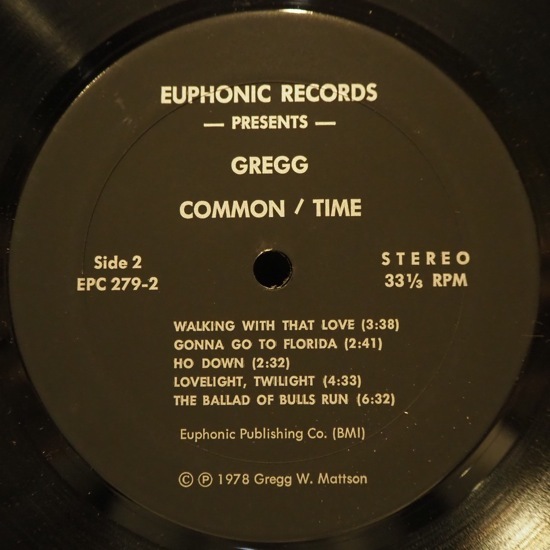 EUPHONIC RECORDS
— PRESENTS —
GREGG
COMMON / TIME
Side 2
EPC 279-2
STEREO
33⅓ RPM
WALKING WITH THAT LOVE (3:38)
GONNA GO TO FLORIDA (2:41)
HO DOWN (2:32)
LOVELIGHT, TWILIGHT (4:33)
THE BALLAD OF BULLS RUN (6:32)
Euphonic Publishing Co. (BMI)
© ℗ 1978 Gregg W. Mattson